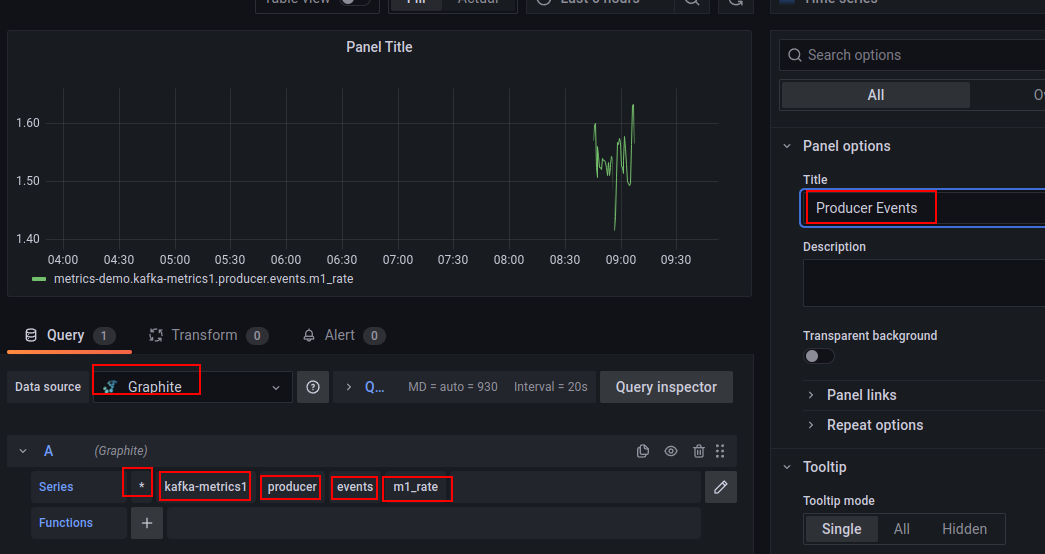 Table view Fill Actual Last 6 hours Time series
Panel Title
1.60
1.50
1.40
04:00 04:30 05:00 05:30 06:00 06:30 07:00 07:30 08:00 08:30 09:00 09:30
metrics-demo.kafka-metrics1.producer.events.m1_rate
Query 1 Transform 0 Alert 0
Data source Graphite Q... MD = auto = 930 Interval = 20s Query inspector
A (Graphite)
Series * kafka-metrics1 producer events m1_rate
Functions +
Search options
All
Panel options
Title
Producer Events
Description
Transparent background
Panel links
Repeat options
Tooltip
Tooltip mode
Single All Hidden